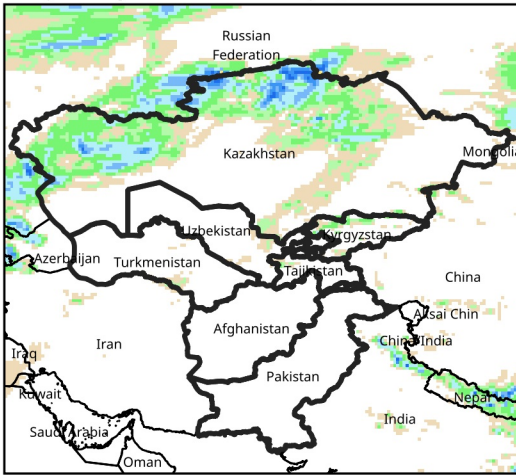 Russian
Federation
Kazakhstan
Mongolia
Uzbekistan
Kyrgyzstan
Azerbaijan
Turkmenistan
Tajikistan
China
Aksai Chin
Afghanistan
Iran
China/India
Iraq
Pakistan
Kuwait
Nepal
India
Saudi Arabia
Oman